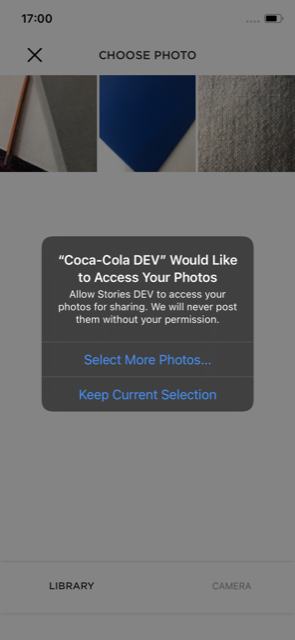 17:00
CHOOSE PHOTO
“Coca-Cola DEV” Would Like
to Access Your Photos
Allow Stories DEV to access your
photos for sharing. We will never post
them without your permission.
Select More Photos...
Keep Current Selection
LIBRARY
CAMERA